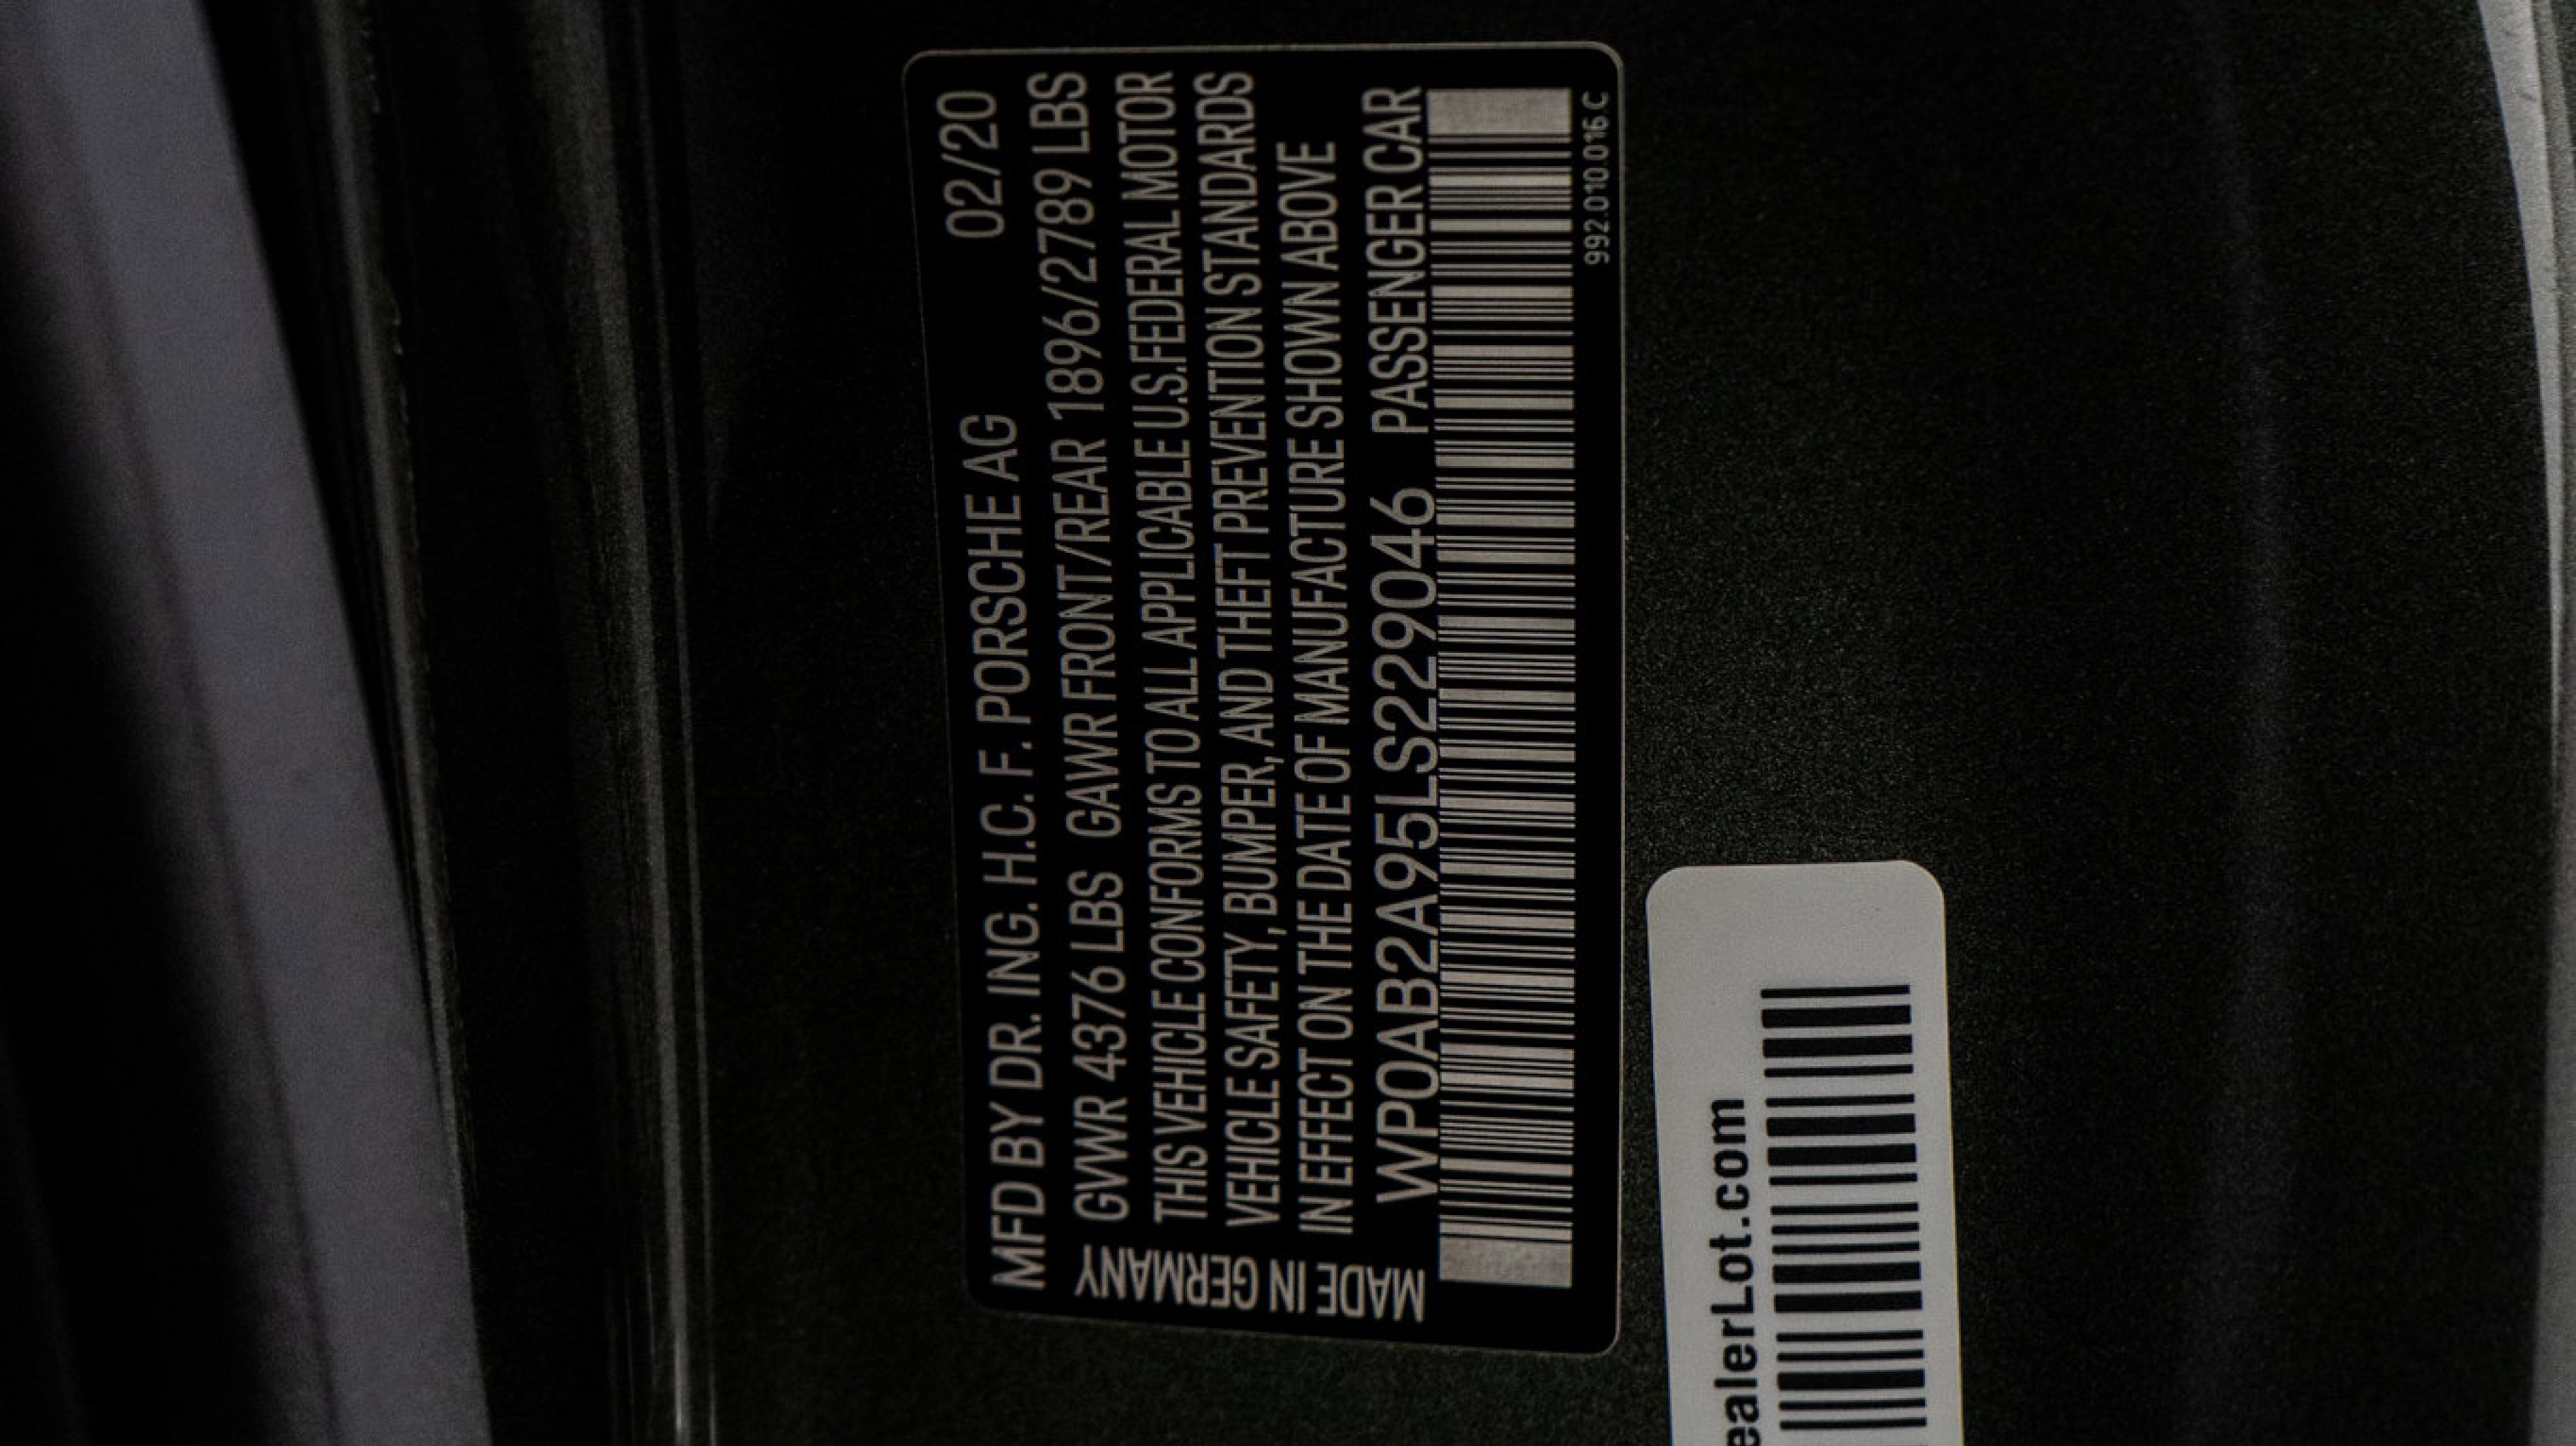 MFD BY DR. ING. H.C. F. PORSCHE AG 02/20
GVWR 4376 LBS GAWR FRONT/REAR 1896/2789 LBS
THIS VEHICLE CONFORMS TO ALL APPLICABLE U.S.FEDERAL MOTOR
VEHICLE SAFETY, BUMPER, AND THEFT PREVENTION STANDARDS
IN EFFECT ON THE DATE OF MANUFACTURE SHOWN ABOVE
WP0AB2A95LS229046 PASSENGER CAR
MADE IN GERMANY
992.010.016.C
ealerLot.com